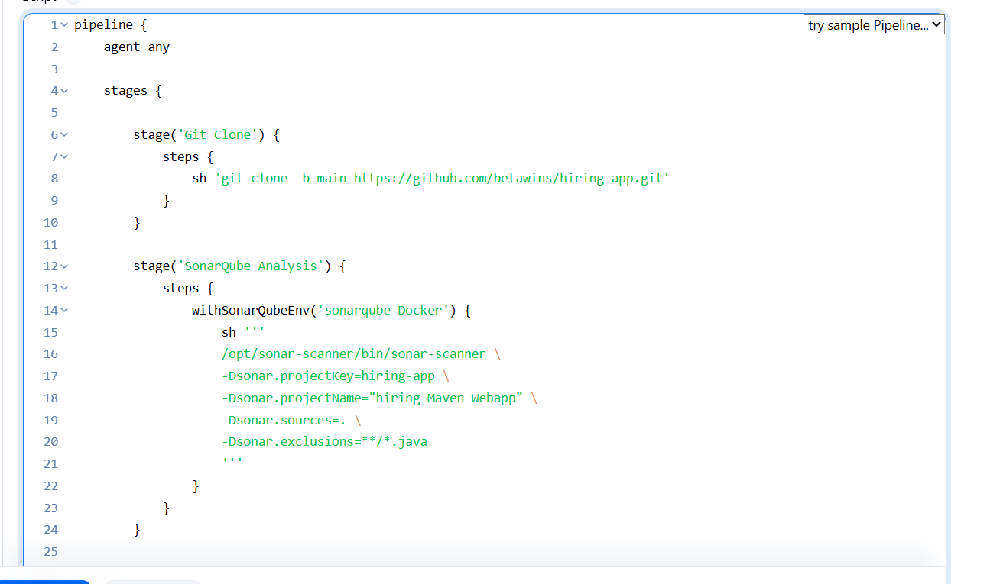 Script
1 pipeline {
try sample Pipeline...
2     agent any
3
4     stages {
5
6         stage('Git Clone') {
7             steps {
8                 sh 'git clone -b main https://github.com/betawins/hiring-app.git'
9             }
10         }
11
12         stage('SonarQube Analysis') {
13             steps {
14                 withSonarQubeEnv('sonarqube-Docker') {
15                     sh '''
16                     /opt/sonar-scanner/bin/sonar-scanner \
17                     -Dsonar.projectKey=hiring-app \
18                     -Dsonar.projectName="hiring Maven Webapp" \
19                     -Dsonar.sources=. \
20                     -Dsonar.exclusions=**/*.java
21                     '''
22                 }
23             }
24         }
25